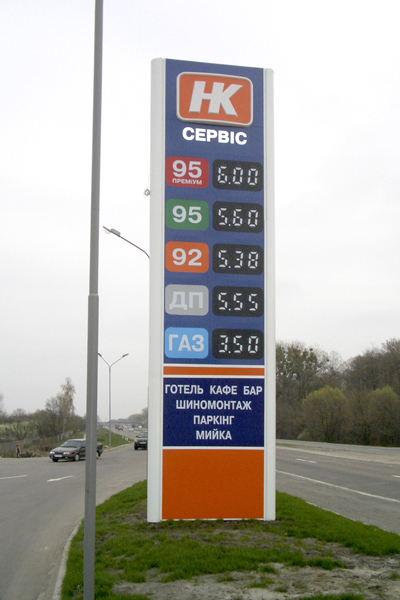 НК
СЕРВІС
95 ПРЕМІУМ 6.00
95 5.60
92 5.38
ДП 5.55
ГАЗ 3.50
ГОТЕЛЬ КАФЕ БАР
ШИНОМОНТАЖ
ПАРКІНГ
МИЙКА